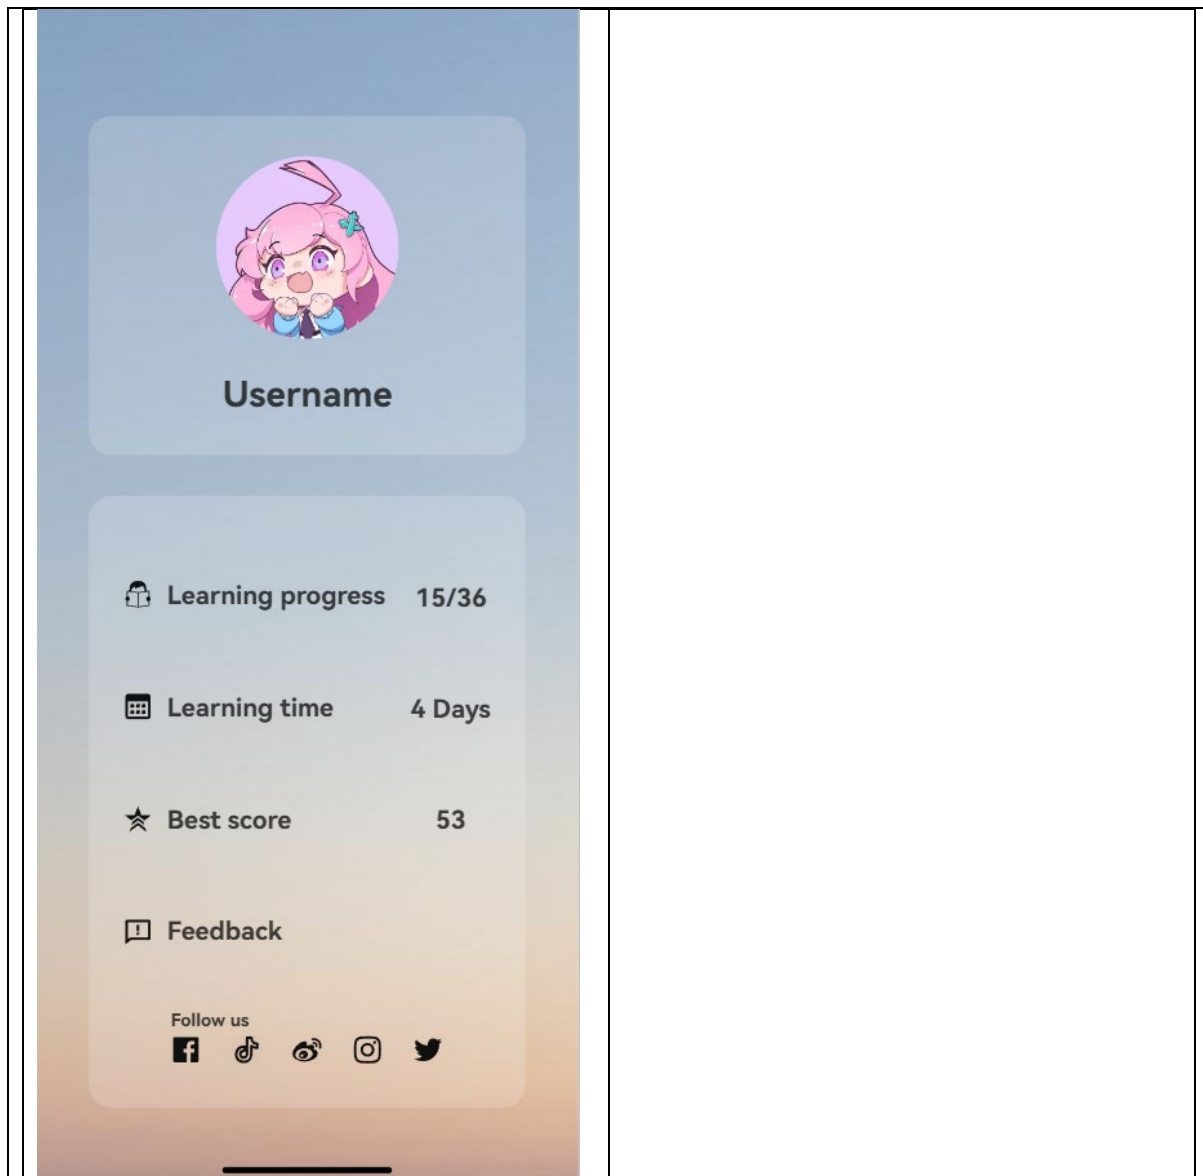 Username
Learning progress 15/36
Learning time 4 Days
Best score 53
Feedback
Follow us